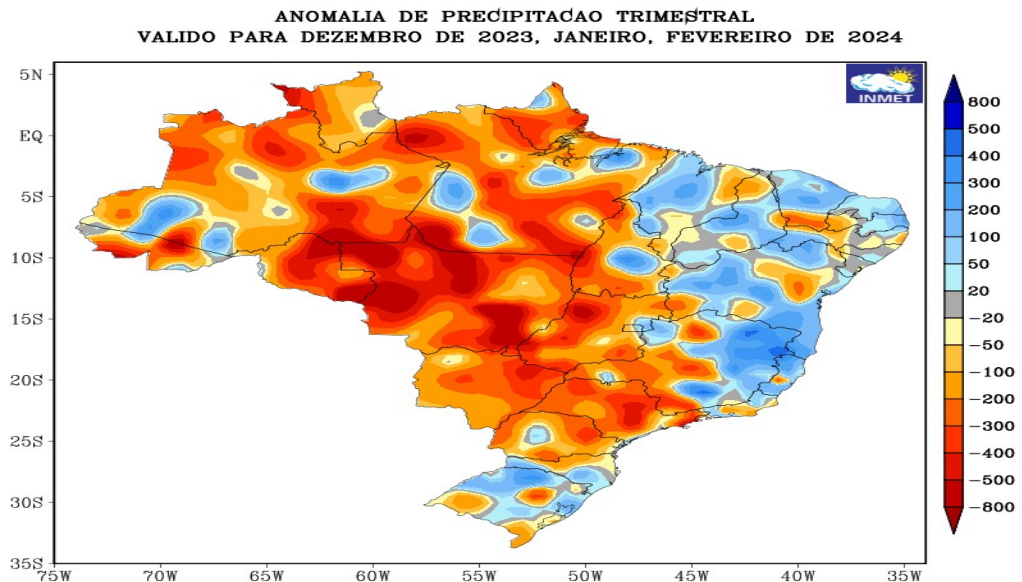 ANOMALIA DE PRECIPITACAO TRIMESTRAL
VALIDO PARA DEZEMBRO DE 2023, JANEIRO, FEVEREIRO DE 2024
INMET
5N
EQ
5S
10S
15S
20S
25S
30S
35S
75W 70W 65W 60W 55W 50W 45W 40W 35W
800
500
400
300
200
100
50
20
−20
−50
−100
−200
−300
−400
−500
−800